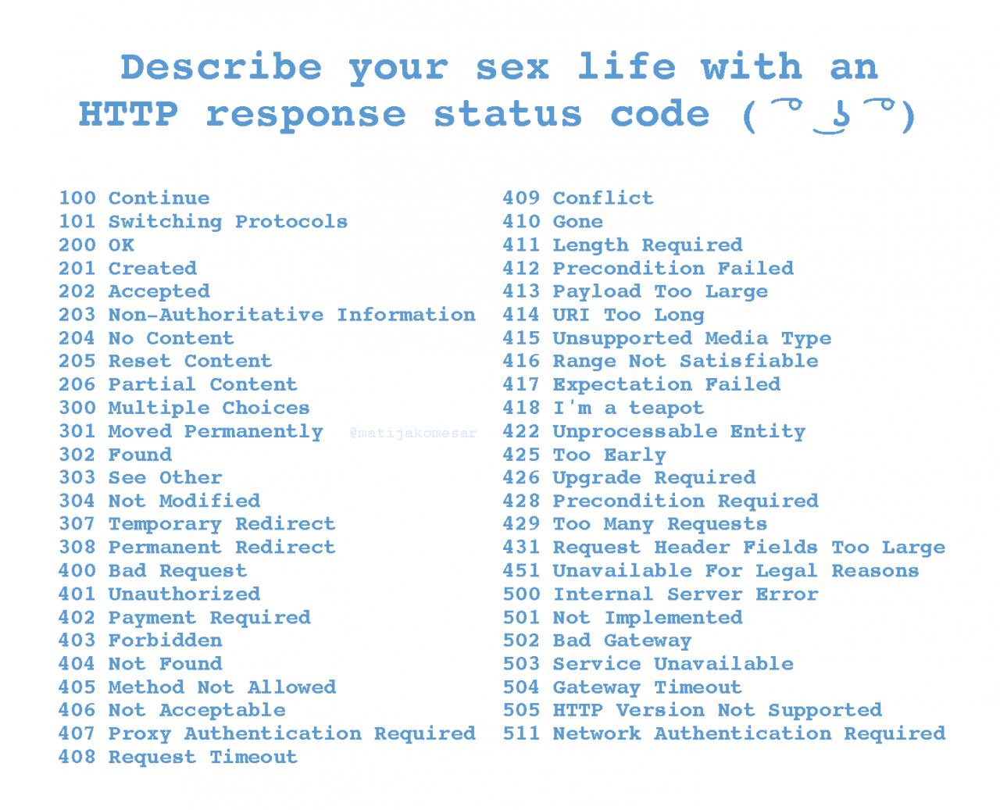 Describe your sex life with an
HTTP response status code ( ͡° ͜ʖ ͡°)
100 Continue
101 Switching Protocols
200 OK
201 Created
202 Accepted
203 Non-Authoritative Information
204 No Content
205 Reset Content
206 Partial Content
300 Multiple Choices
301 Moved Permanently
@matijakomesar
302 Found
303 See Other
304 Not Modified
307 Temporary Redirect
308 Permanent Redirect
400 Bad Request
401 Unauthorized
402 Payment Required
403 Forbidden
404 Not Found
405 Method Not Allowed
406 Not Acceptable
407 Proxy Authentication Required
408 Request Timeout
409 Conflict
410 Gone
411 Length Required
412 Precondition Failed
413 Payload Too Large
414 URI Too Long
415 Unsupported Media Type
416 Range Not Satisfiable
417 Expectation Failed
418 I'm a teapot
422 Unprocessable Entity
425 Too Early
426 Upgrade Required
428 Precondition Required
429 Too Many Requests
431 Request Header Fields Too Large
451 Unavailable For Legal Reasons
500 Internal Server Error
501 Not Implemented
502 Bad Gateway
503 Service Unavailable
504 Gateway Timeout
505 HTTP Version Not Supported
511 Network Authentication Required